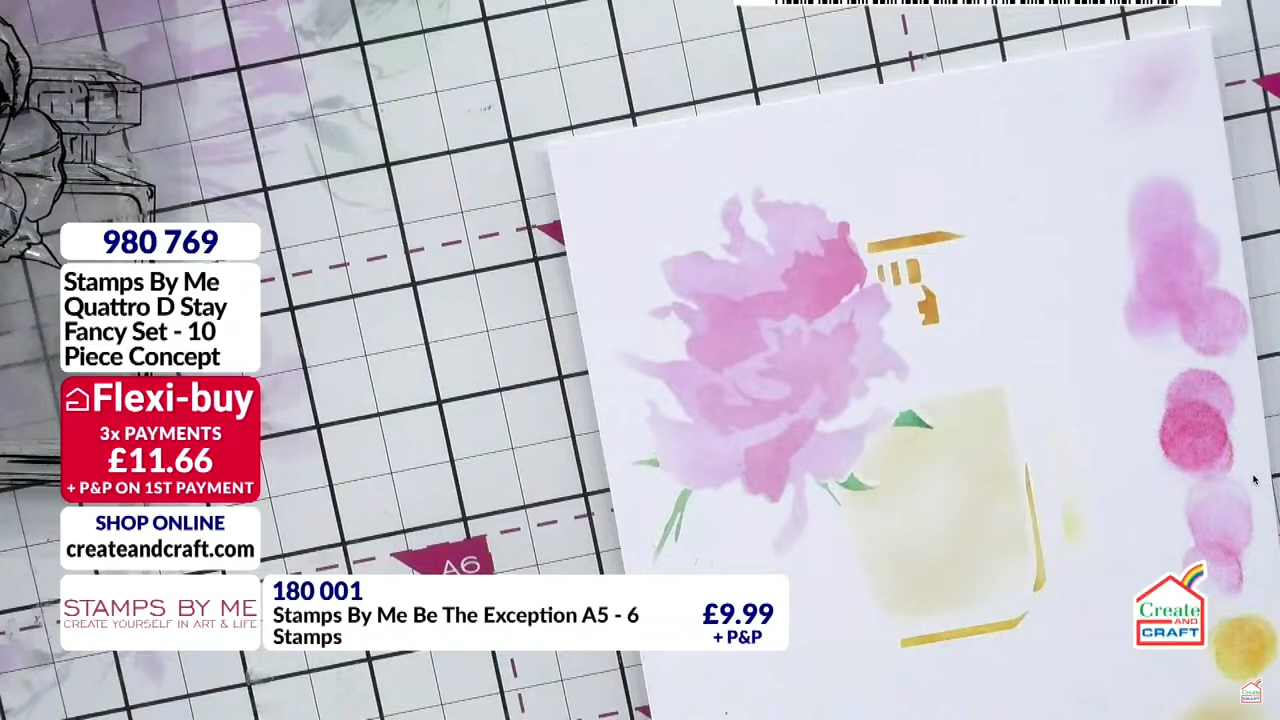 980 769
Stamps By Me
Quattro D Stay
Fancy Set - 10
Piece Concept
Flexi-buy
3x PAYMENTS
£11.66
+ P&P ON 1ST PAYMENT
SHOP ONLINE
createandcraft.com
STAMPS BY ME
CREATE YOURSELF IN ART & LIFE
180 001
Stamps By Me Be The Exception A5 - 6
Stamps
£9.99
+ P&P
A6
Create
AND
CRAFT